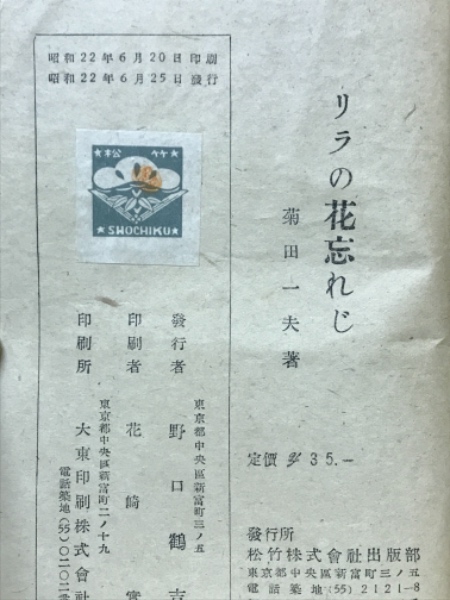 リラの花忘れじ
菊田一夫著
定價 ¥35.-
發行所
松竹株式會社出版部
東京都中央區新富町三ノ五
電話築地(55)2121-8
昭和22年6月20日印刷
昭和22年6月25日發行
★松竹★
★SHOCHIKU★
東京都中央區新富町三ノ五
發行者 野口鶴吉
印刷者 花崎
東京都中央區新富町二ノ十九
印刷所 大東印刷株式會社
電話築地(55)〇二〇二